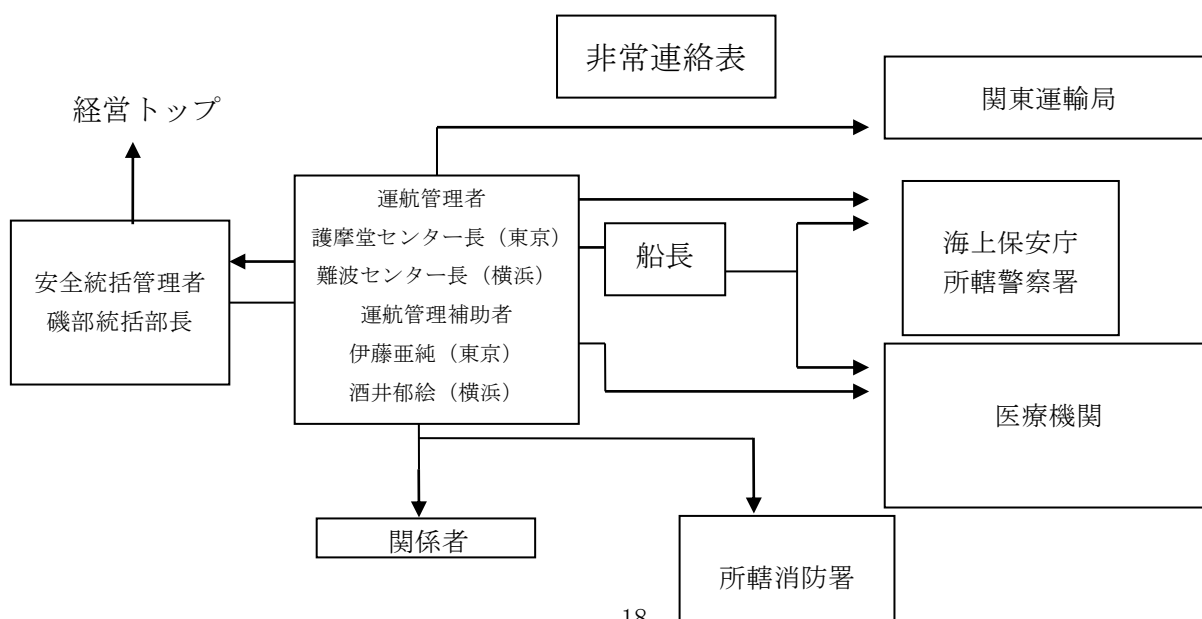 非常連絡表
関東運輸局
経営トップ
運航管理者
護摩堂センター長（東京）
難波センター長（横浜）
運航管理補助者
伊藤亜純（東京）
酒井郁絵（横浜）
船長
海上保安庁
所轄警察署
安全統括管理者
磯部統括部長
医療機関
関係者
所轄消防署
18